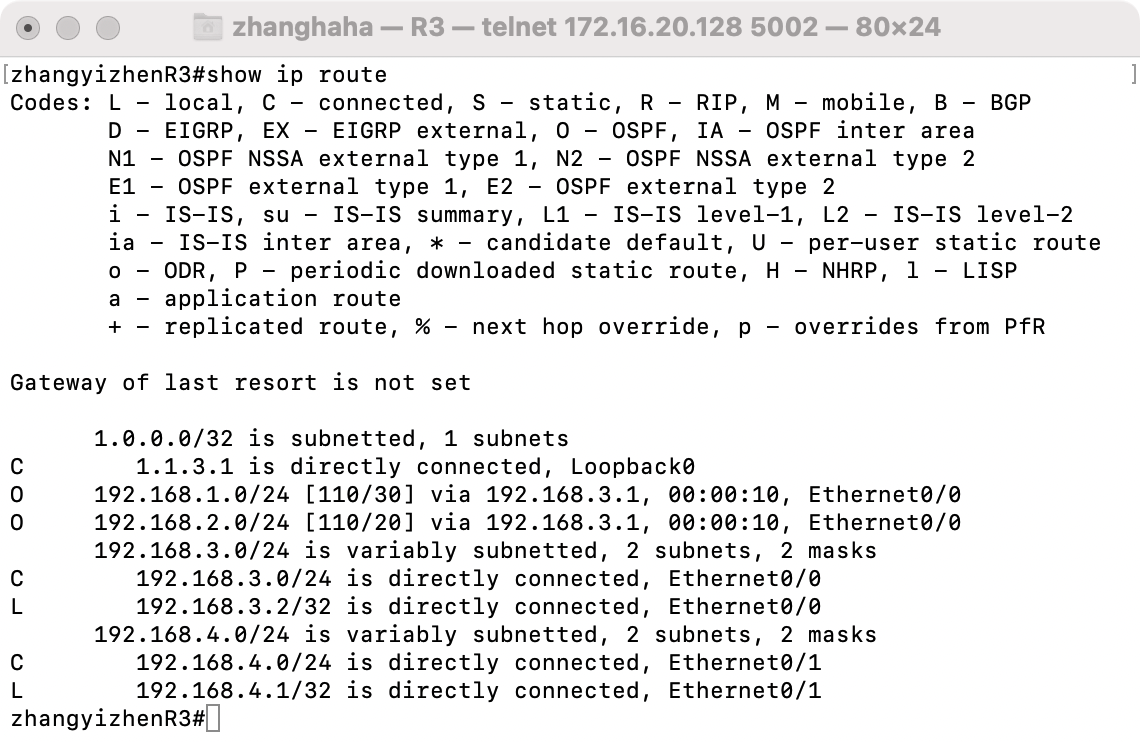 zhanghaha — R3 — telnet 172.16.20.128 5002 — 80×24
[zhangyizhenR3#show ip route ]
Codes: L - local, C - connected, S - static, R - RIP, M - mobile, B - BGP
       D - EIGRP, EX - EIGRP external, O - OSPF, IA - OSPF inter area
       N1 - OSPF NSSA external type 1, N2 - OSPF NSSA external type 2
       E1 - OSPF external type 1, E2 - OSPF external type 2
       i - IS-IS, su - IS-IS summary, L1 - IS-IS level-1, L2 - IS-IS level-2
       ia - IS-IS inter area, * - candidate default, U - per-user static route
       o - ODR, P - periodic downloaded static route, H - NHRP, l - LISP
       a - application route
       + - replicated route, % - next hop override, p - overrides from PfR
Gateway of last resort is not set
      1.0.0.0/32 is subnetted, 1 subnets
C        1.1.3.1 is directly connected, Loopback0
O     192.168.1.0/24 [110/30] via 192.168.3.1, 00:00:10, Ethernet0/0
O     192.168.2.0/24 [110/20] via 192.168.3.1, 00:00:10, Ethernet0/0
      192.168.3.0/24 is variably subnetted, 2 subnets, 2 masks
C        192.168.3.0/24 is directly connected, Ethernet0/0
L        192.168.3.2/32 is directly connected, Ethernet0/0
      192.168.4.0/24 is variably subnetted, 2 subnets, 2 masks
C        192.168.4.0/24 is directly connected, Ethernet0/1
L        192.168.4.1/32 is directly connected, Ethernet0/1
zhangyizhenR3#